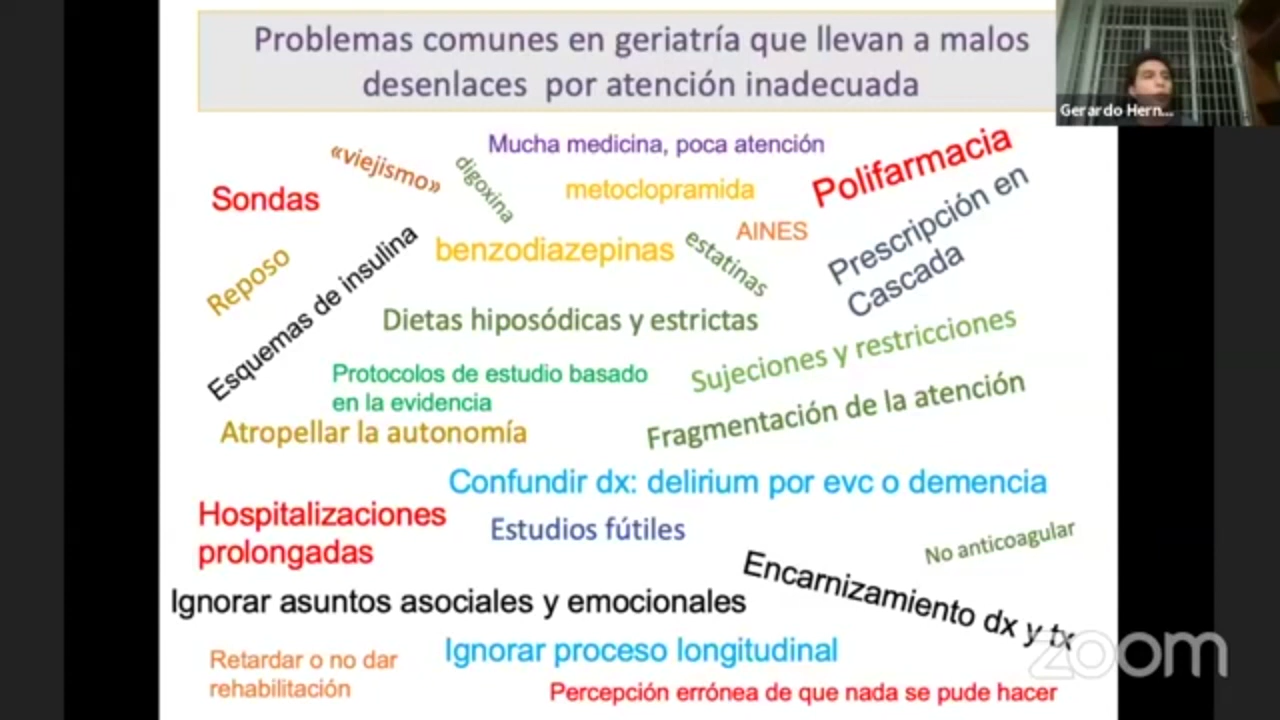 Problemas comunes en geriatría que llevan a malos
desenlaces por atención inadecuada
Gerardo Hern...
Mucha medicina, poca atención
«viejismo»
digoxina
Polifarmacia
Sondas
metoclopramida
Prescripción en
Cascada
AINES
benzodiazepinas
estatinas
Reposo
Esquemas de insulina
Dietas hiposódicas y estrictas
Sujeciones y restricciones
Protocolos de estudio basado
en la evidencia
Fragmentación de la atención
Atropellar la autonomía
Confundir dx: delirium por evc o demencia
Hospitalizaciones
prolongadas
Estudios fútiles
No anticoagular
Encarnizamiento dx y tx
Ignorar asuntos asociales y emocionales
Ignorar proceso longitudinal
Retardar o no dar
rehabilitación
Percepción errónea de que nada se pude hacer
zoom